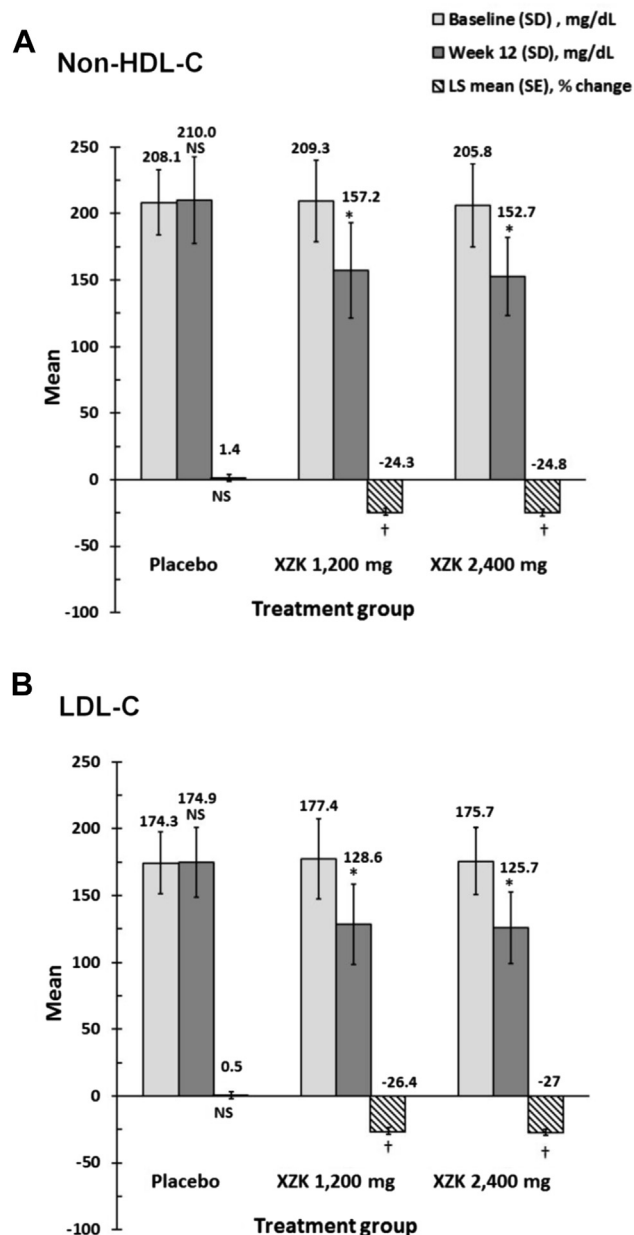 Baseline (SD) , mg/dL
Week 12 (SD), mg/dL
LS mean (SE), % change
A
Non-HDL-C
250
200
150
100
50
0
-50
-100
Mean
208.1
210.0
NS
1.4
NS
209.3
157.2
*
-24.3
†
205.8
152.7
*
-24.8
†
Placebo
XZK 1,200 mg
XZK 2,400 mg
Treatment group
B
LDL-C
250
200
150
100
50
0
-50
-100
Mean
174.3
174.9
NS
0.5
NS
177.4
128.6
*
-26.4
†
175.7
125.7
*
-27
†
Placebo
XZK 1,200 mg
XZK 2,400 mg
Treatment group